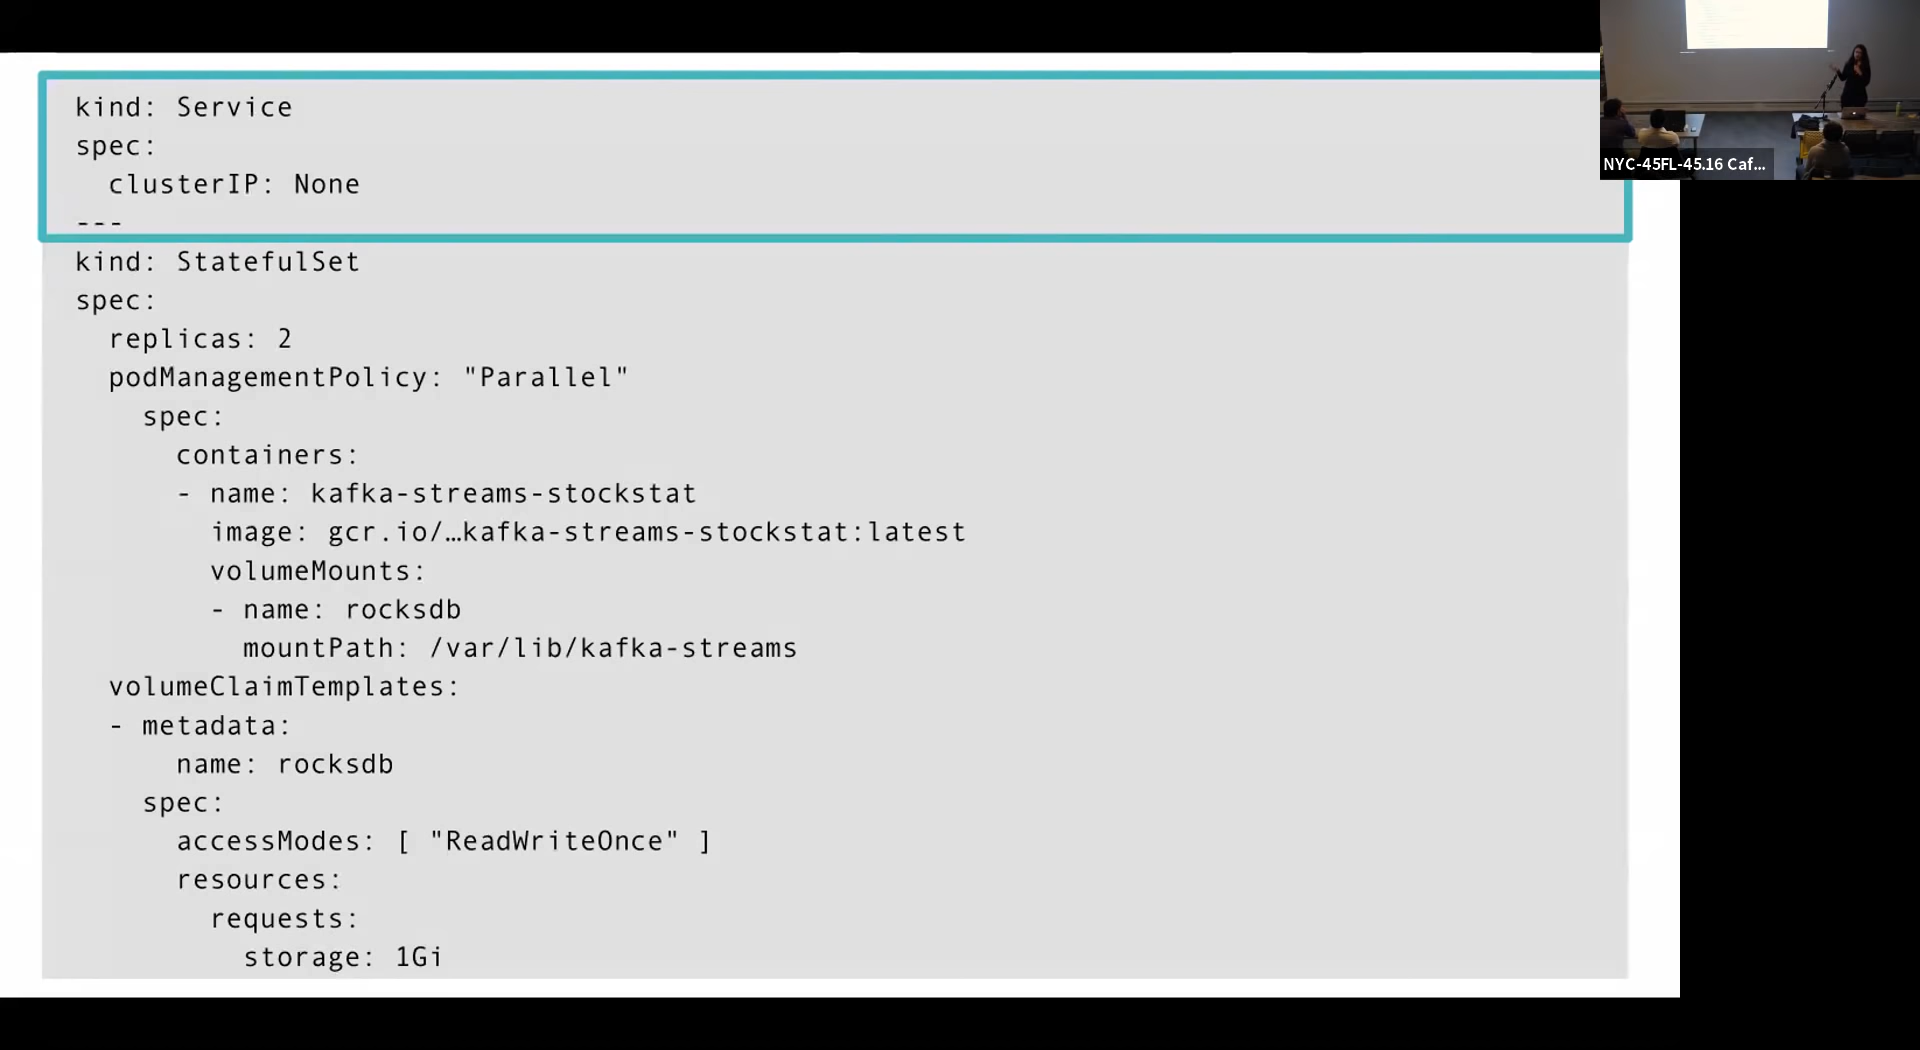 kind: Service
spec:
  clusterIP: None
---
kind: StatefulSet
spec:
  replicas: 2
  podManagementPolicy: "Parallel"
    spec:
      containers:
      - name: kafka-streams-stockstat
        image: gcr.io/…kafka-streams-stockstat:latest
        volumeMounts:
        - name: rocksdb
          mountPath: /var/lib/kafka-streams
  volumeClaimTemplates:
  - metadata:
      name: rocksdb
    spec:
      accessModes: [ "ReadWriteOnce" ]
      resources:
        requests:
          storage: 1Gi
NYC-45FL-45.16 Caf...